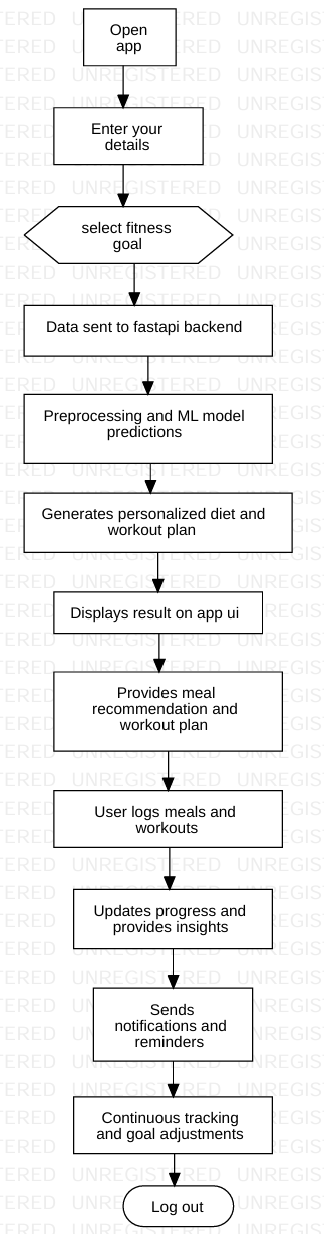 Open
app
Enter your
details
select fitness
goal
Data sent to fastapi backend
Preprocessing and ML model
predictions
Generates personalized diet and
workout plan
Displays result on app ui
Provides meal
recommendation and
workout plan
User logs meals and
workouts
Updates progress and
provides insights
Sends
notifications and
reminders
Continuous tracking
and goal adjustments
Log out